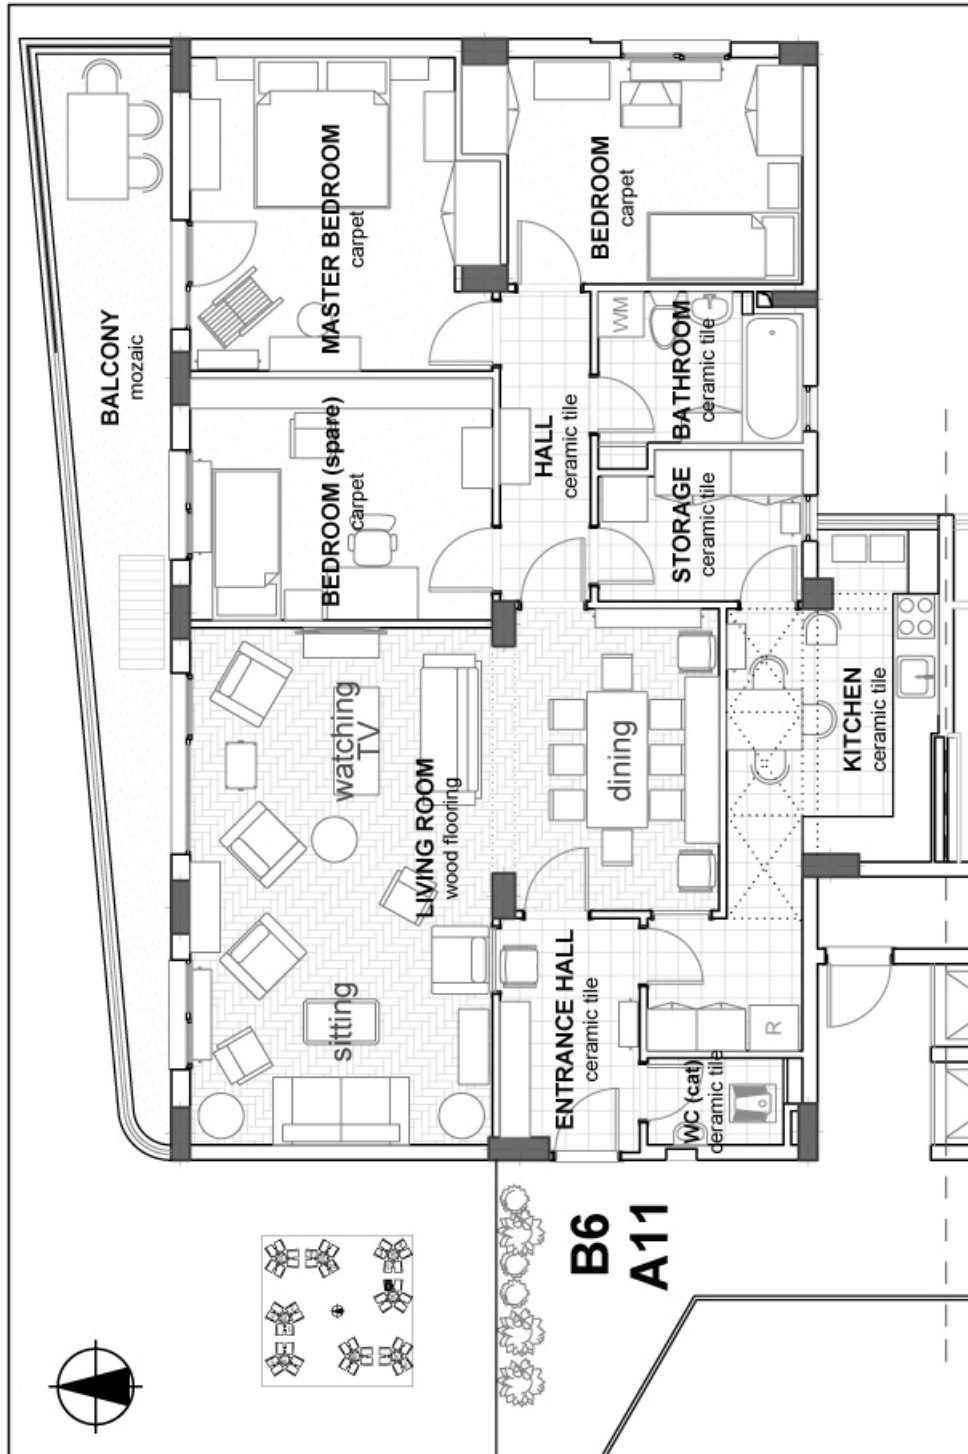 BALCONY
mozaic
MASTER BEDROOM
carpet
BEDROOM
carpet
BEDROOM (spare)
carpet
HALL
ceramic tile
WM
BATHROOM
ceramic tile
STORAGE
ceramic tile
watching
TV
LIVING ROOM
wood flooring
dining
KITCHEN
ceramic tile
sitting
ENTRANCE HALL
ceramic tile
R
WC (cat)
ceramic tile
B6
A11